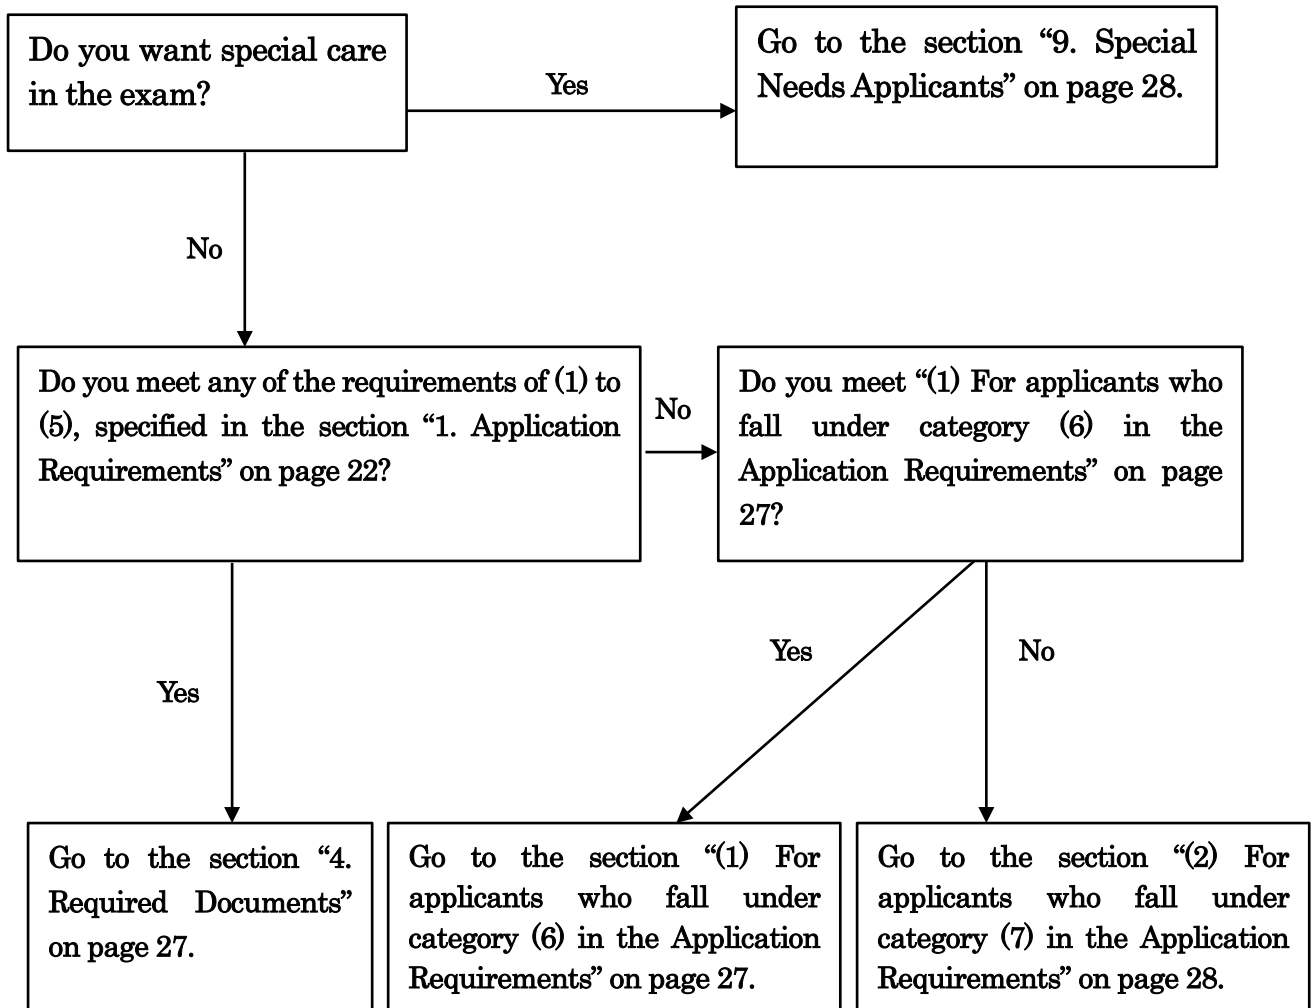 Do you want special care
in the exam?
Yes
Go to the section “9. Special
Needs Applicants” on page 28.
No
Do you meet any of the requirements of (1) to
(5), specified in the section “1. Application
Requirements” on page 22?
No
Do you meet “(1) For applicants who
fall under category (6) in the
Application Requirements” on page
27?
Yes
Yes
No
Go to the section “4.
Required Documents”
on page 27.
Go to the section “(1) For
applicants who fall under
category (6) in the Application
Requirements” on page 27.
Go to the section “(2) For
applicants who fall under
category (7) in the Application
Requirements” on page 28.